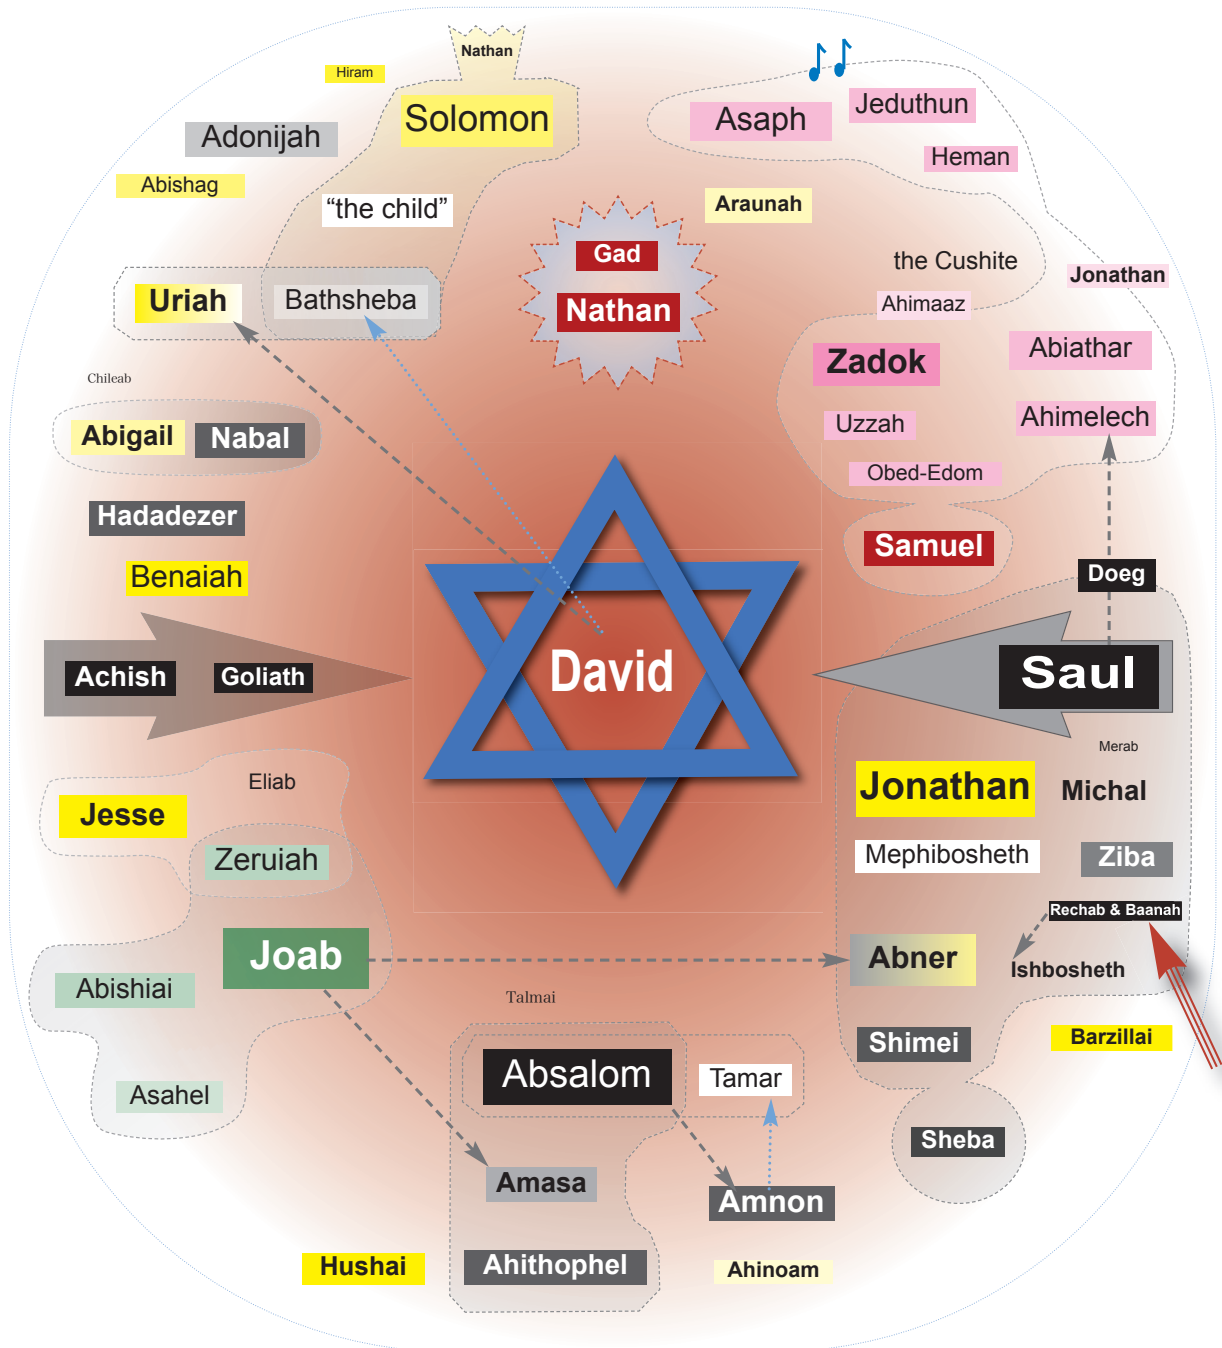 Nathan
Hiram
Solomon
Asaph
Jeduthun
Adonijah
Heman
Abishag
"the child"
Araunah
Gad
the Cushite
Jonathan
Uriah
Bathsheba
Nathan
Ahimaaz
Zadok
Abiathar
Chileab
Abigail
Nabal
Uzzah
Ahimelech
Obed-Edom
Hadadezer
Samuel
Benaiah
Doeg
Achish
Goliath
David
Saul
Merab
Eliab
Jonathan
Michal
Jesse
Zeruiah
Mephibosheth
Ziba
Rechab & Baanah
Joab
Abner
Ishbosheth
Abishiai
Talmai
Shimei
Barzillai
Absalom
Tamar
Asahel
Sheba
Amasa
Amnon
Hushai
Ahithophel
Ahinoam